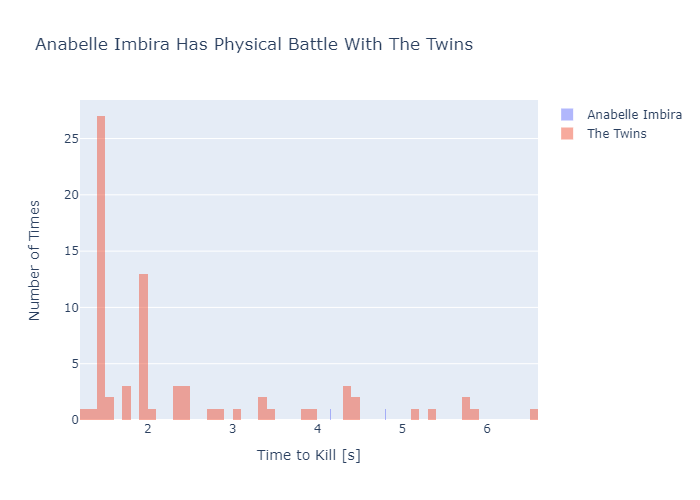 Anabelle Imbira Has Physical Battle With The Twins
Anabelle Imbira
The Twins
Number of Times
25
20
15
10
5
0
2
3
4
5
6
Time to Kill [s]